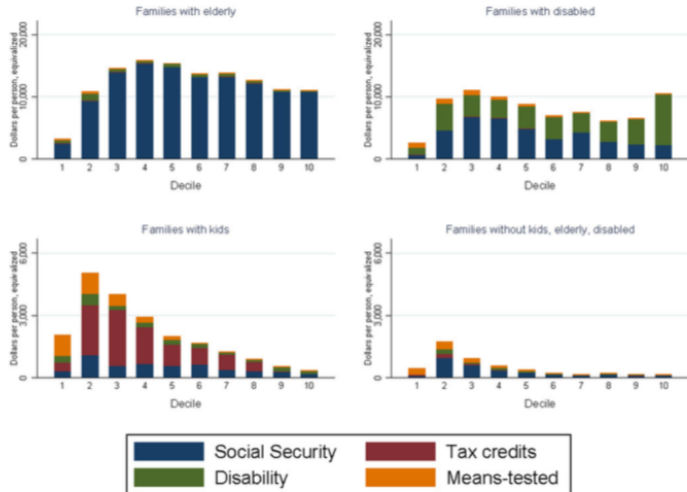 Families with elderly
Dollars per person, equivalized
20,000
10,000
0
1 2 3 4 5 6 7 8 9 10
Decile
Families with disabled
Dollars per person, equivalized
20,000
10,000
0
1 2 3 4 5 6 7 8 9 10
Decile
Families with kids
Dollars per person, equivalized
6,000
3,000
0
1 2 3 4 5 6 7 8 9 10
Decile
Families without kids, elderly, disabled
Dollars per person, equivalized
6,000
3,000
0
1 2 3 4 5 6 7 8 9 10
Decile
Social Security
Tax credits
Disability
Means-tested